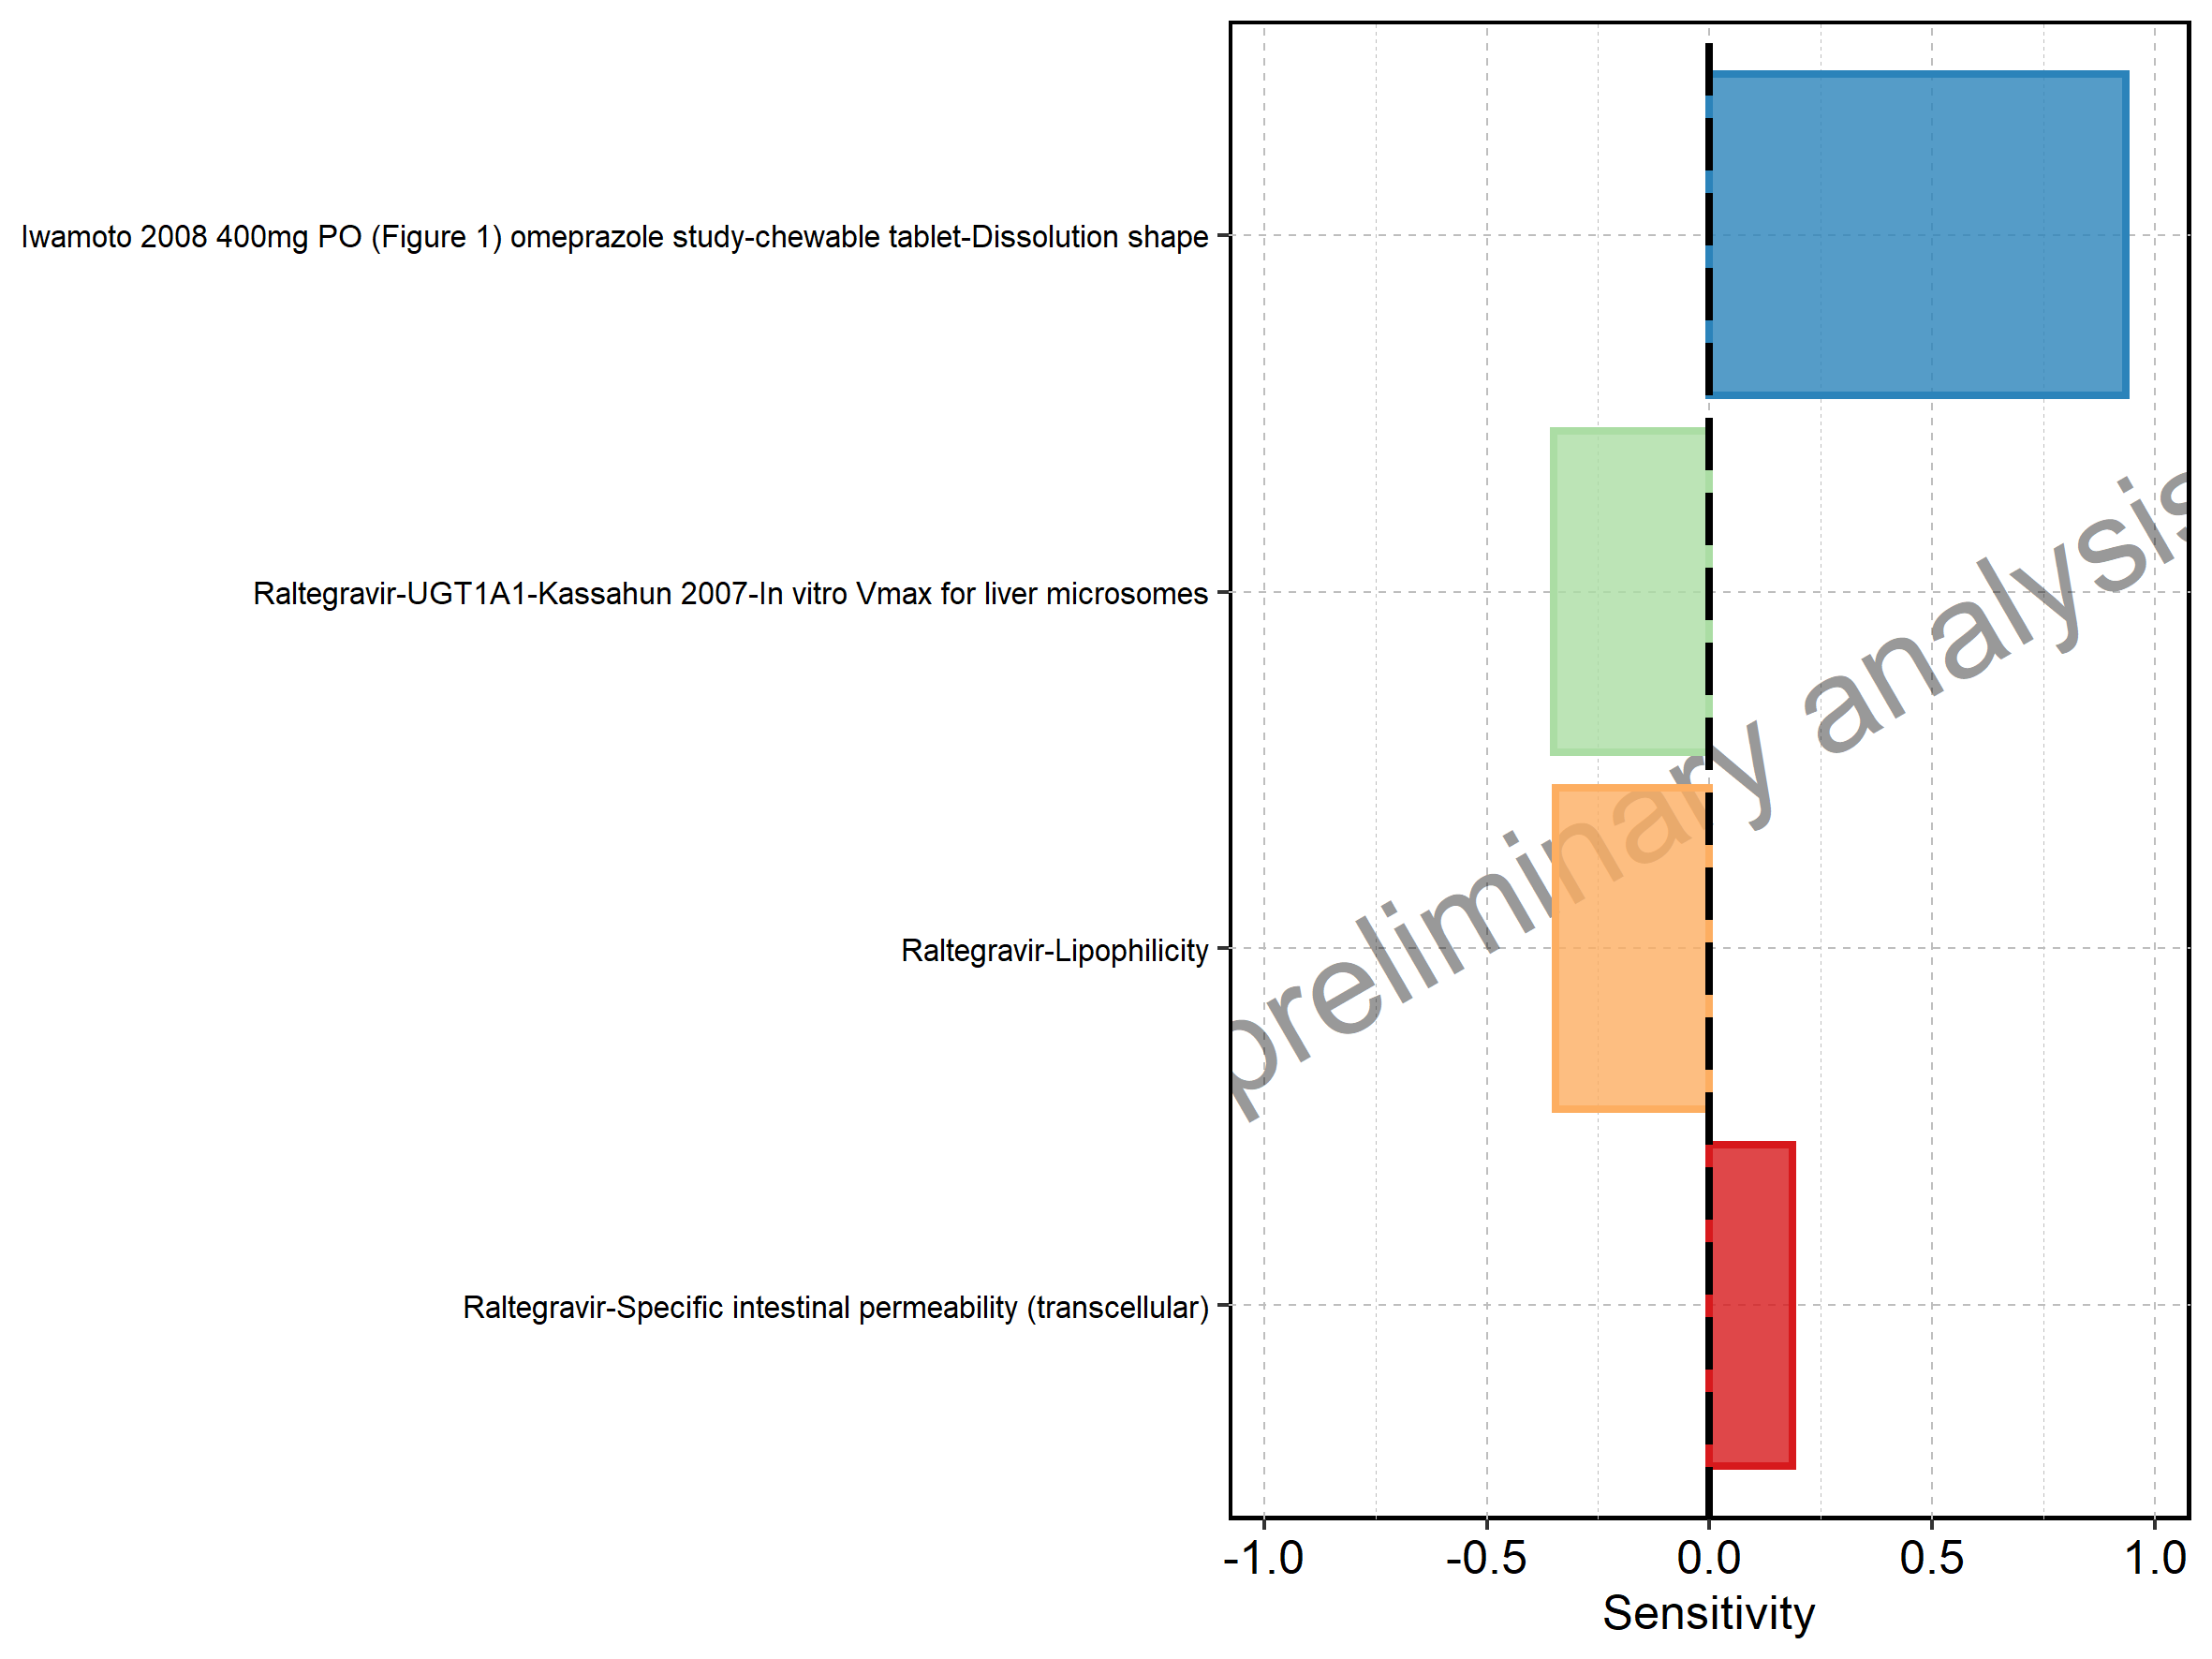 Iwamoto 2008 400mg PO (Figure 1) omeprazole study-chewable tablet-Dissolution shape
Raltegravir-UGT1A1-Kassahun 2007-In vitro Vmax for liver microsomes
Raltegravir-Lipophilicity
Raltegravir-Specific intestinal permeability (transcellular)
preliminary analysis
-1.0 -0.5 0.0 0.5 1.0
Sensitivity